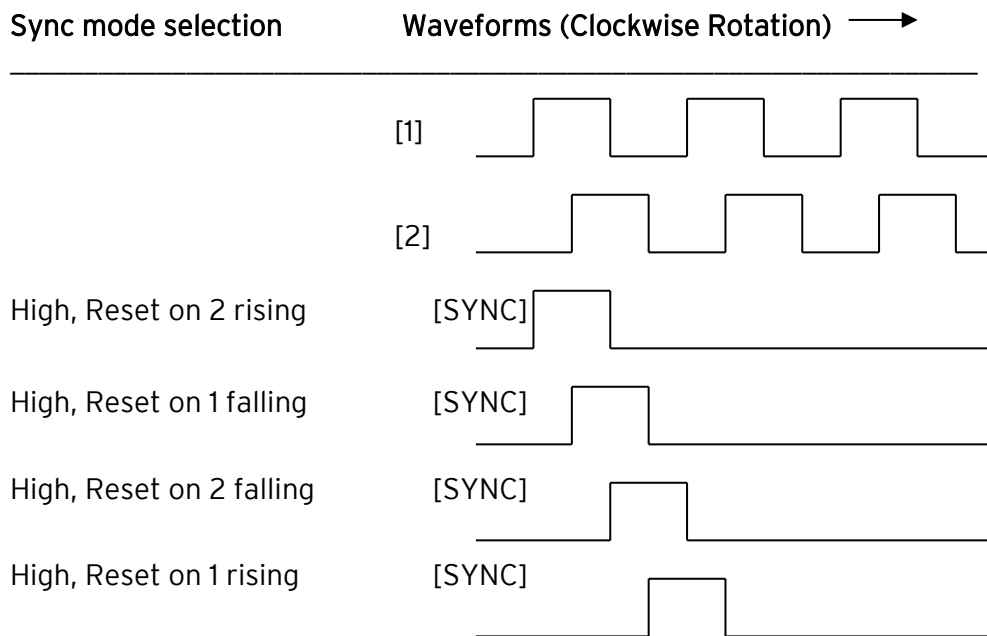 Sync mode selection Waveforms (Clockwise Rotation)
[1]
[2]
High, Reset on 2 rising [SYNC]
High, Reset on 1 falling [SYNC]
High, Reset on 2 falling [SYNC]
High, Reset on 1 rising [SYNC]